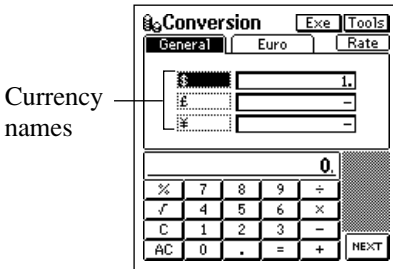 Conversion Exe Tools
General Euro Rate
$ 1.
£ –
¥ –
Currency names
0.
% 7 8 9 ÷
√ 4 5 6 ×
C 1 2 3 –
AC 0 . = + NEXT